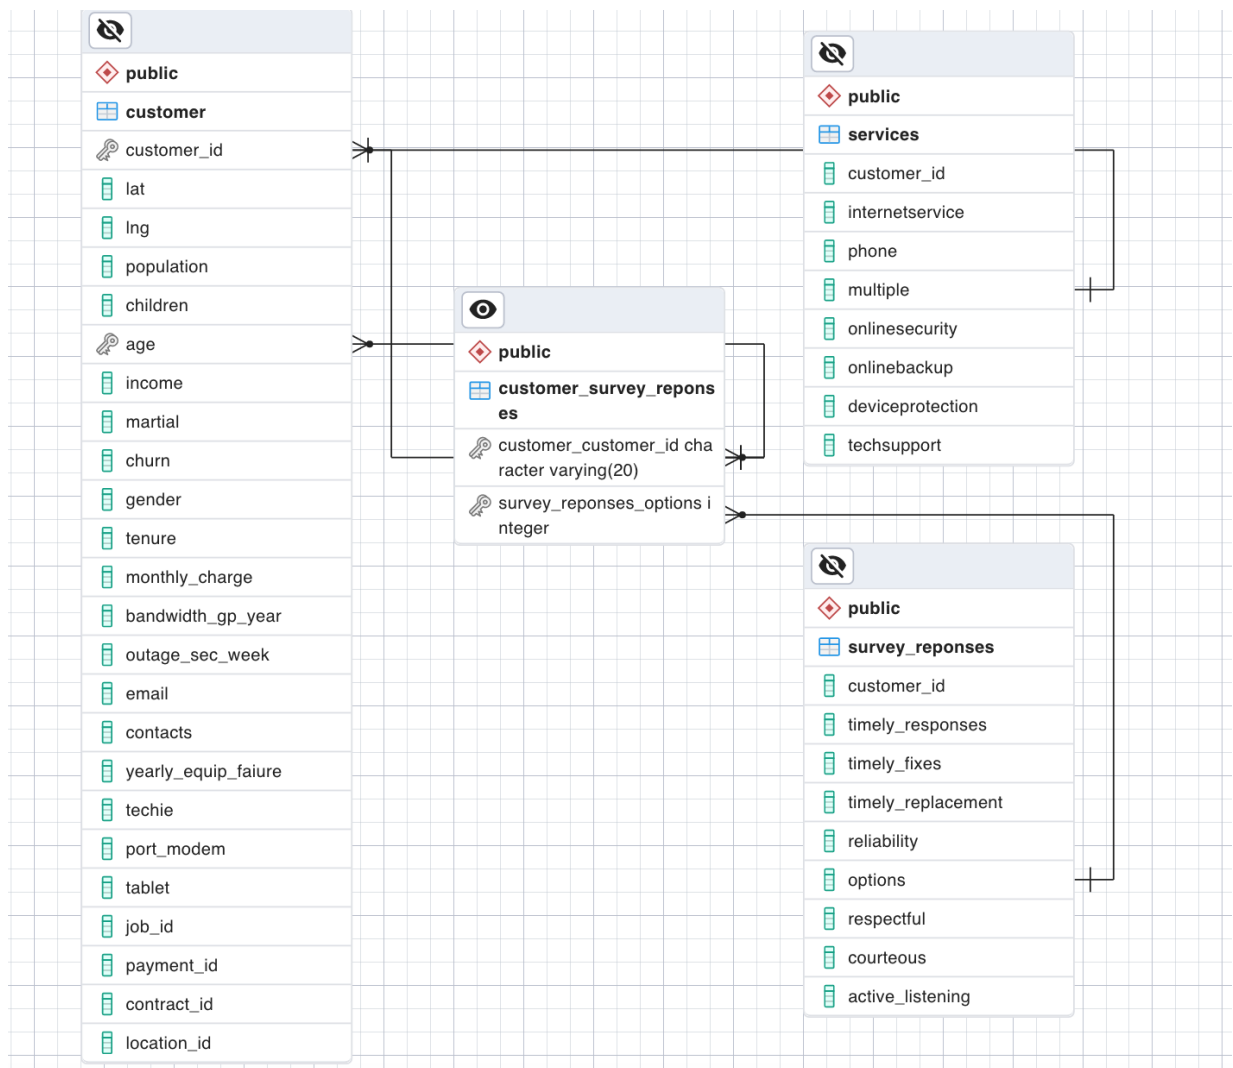 public
customer
customer_id
lat
lng
population
children
age
income
martial
churn
gender
tenure
monthly_charge
bandwidth_gp_year
outage_sec_week
email
contacts
yearly_equip_faiure
techie
port_modem
tablet
job_id
payment_id
contract_id
location_id
public
customer_survey_repons
es
customer_customer_id cha
racter varying(20)
survey_reponses_options i
nteger
public
services
customer_id
internetservice
phone
multiple
onlinesecurity
onlinebackup
deviceprotection
techsupport
public
survey_reponses
customer_id
timely_responses
timely_fixes
timely_replacement
reliability
options
respectful
courteous
active_listening